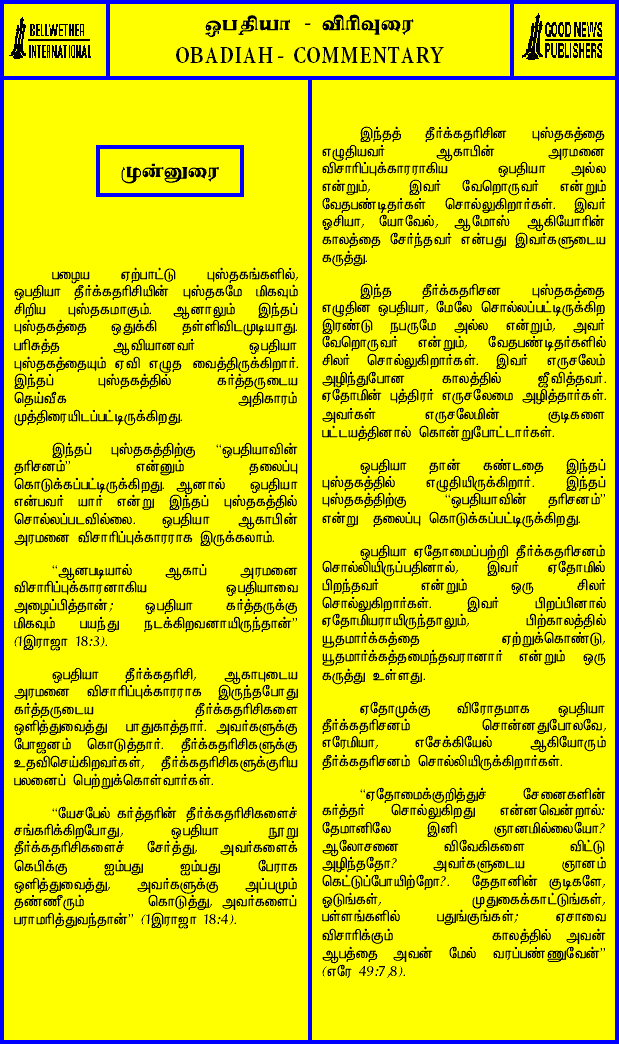 BELLWETHER
INTERNATIONAL
ஒபதியா - விரிவுரை
OBADIAH - COMMENTARY
GOOD NEWS
PUBLISHERS
முன்னுரை
பழைய ஏற்பாட்டு புஸ்தகங்களில்,
ஒபதியா தீர்க்கதரிசியின் புஸ்தகமே மிகவும்
சிறிய புஸ்தகமாகும். ஆனாலும் இந்தப்
புஸ்தகத்தை ஒதுக்கி தள்ளிவிடமுடியாது.
பரிசுத்த ஆவியானவர் ஒபதியா
புஸ்தகத்தையும் ஏவி எழுத வைத்திருக்கிறார்.
இந்தப் புஸ்தகத்தில் கர்த்தருடைய
தெய்வீக அதிகாரம்
முத்திரையிடப்பட்டிருக்கிறது.
இந்தப் புஸ்தகத்திற்கு “ஒபதியாவின்
தரிசனம்” என்னும் தலைப்பு
கொடுக்கப்பட்டிருக்கிறது. ஆனால் ஒபதியா
என்பவர் யார் என்று இந்தப் புஸ்தகத்தில்
சொல்லப்படவில்லை. ஒபதியா ஆகாபின்
அரமனை விசாரிப்புக்காரராக இருக்கலாம்.
“ஆனபடியால் ஆகாப் அரமனை
விசாரிப்புக்காரனாகிய ஒபதியாவை
அழைப்பித்தான்; ஒபதியா கர்த்தருக்கு
மிகவும் பயந்து நடக்கிறவனாயிருந்தான்”
(1இராஜா 18:3).
ஒபதியா தீர்க்கதரிசி, ஆகாபுடைய
அரமனை விசாரிப்புக்காரராக இருந்தபோது
கர்த்தருடைய தீர்க்கதரிசிகளை
ஒளித்துவைத்து பாதுகாத்தார். அவர்களுக்கு
போஜனம் கொடுத்தார். தீர்க்கதரிசிகளுக்கு
உதவிசெய்கிறவர்கள், தீர்க்கதரிசிகளுக்குரிய
பலனைப் பெற்றுக்கொள்வார்கள்.
“யேசபேல் கர்த்தரின் தீர்க்கதரிசிகளைச்
சங்கரிக்கிறபோது, ஒபதியா நூறு
தீர்க்கதரிசிகளைச் சேர்த்து, அவர்களைக்
கெபிக்கு ஐம்பது ஐம்பது பேராக
ஒளித்துவைத்து, அவர்களுக்கு அப்பமும்
தண்ணீரும் கொடுத்து, அவர்களைப்
பராமரித்துவந்தான்” (1இராஜா 18:4).
இந்தத் தீர்க்கதரிசின புஸ்தகத்தை
எழுதியவர் ஆகாபின் அரமனை
விசாரிப்புக்காரராகிய ஒபதியா அல்ல
என்றும், இவர் வேறொருவர் என்றும்
வேதபண்டிதர்கள் சொல்லுகிறார்கள். இவர்
ஓசியா, யோவேல், ஆமோஸ் ஆகியோரின்
காலத்தை சேர்ந்தவர் என்பது இவர்களுடைய
கருத்து.
இந்த தீர்க்கதரிசன புஸ்தகத்தை
எழுதின ஒபதியா, மேலே சொல்லப்பட்டிருக்கிற
இரண்டு நபருமே அல்ல என்றும், அவர்
வேறொருவர் என்றும், வேதபண்டிதர்களில்
சிலர் சொல்லுகிறார்கள். இவர் எருசலேம்
அழிந்துபோன காலத்தில் ஜீவித்தவர்.
ஏதோமின் புத்திரர் எருசலேமை அழித்தார்கள்.
அவர்கள் எருசலேமின் குடிகளை
பட்டயத்தினால் கொன்றுபோட்டார்கள்.
ஒபதியா தான் கண்டதை இந்தப்
புஸ்தகத்தில் எழுதியிருக்கிறார். இந்தப்
புஸ்தகத்திற்கு “ஒபதியாவின் தரிசனம்”
என்று தலைப்பு கொடுக்கப்பட்டிருக்கிறது.
ஒபதியா ஏதோமைப்பற்றி தீர்க்கதரிசனம்
சொல்லியிருப்பதினால், இவர் ஏதோமில்
பிறந்தவர் என்றும் ஒரு சிலர்
சொல்லுகிறார்கள். இவர் பிறப்பினால்
ஏதோமியராயிருந்தாலும், பிற்காலத்தில்
யூதமார்க்கத்தை ஏற்றுக்கொண்டு,
யூதமார்க்கத்தமைந்தவரானார் என்றும் ஒரு
கருத்து உள்ளது.
ஏதோமுக்கு விரோதமாக ஒபதியா
தீர்க்கதரிசனம் சொன்னதுபோலவே,
எரேமியா, எசேக்கியேல் ஆகியோரும்
தீர்க்கதரிசனம் சொல்லியிருக்கிறார்கள்.
“ஏதோமைக்குறித்துச் சேனைகளின்
கர்த்தர் சொல்லுகிறது என்னவென்றால்:
தேமானிலே இனி ஞானமில்லையோ?
ஆலோசனை விவேகிகளை விட்டு
அழிந்ததோ? அவர்களுடைய ஞானம்
கெட்டுப்போயிற்றோ?. தேதானின் குடிகளே,
ஓடுங்கள், முதுகைக்காட்டுங்கள்,
பள்ளங்களில் பதுங்குங்கள்; ஏசாவை
விசாரிக்கும் காலத்தில் அவன்
ஆபத்தை அவன் மேல் வரப்பண்ணுவேன்”
(எரே 49:7,8).